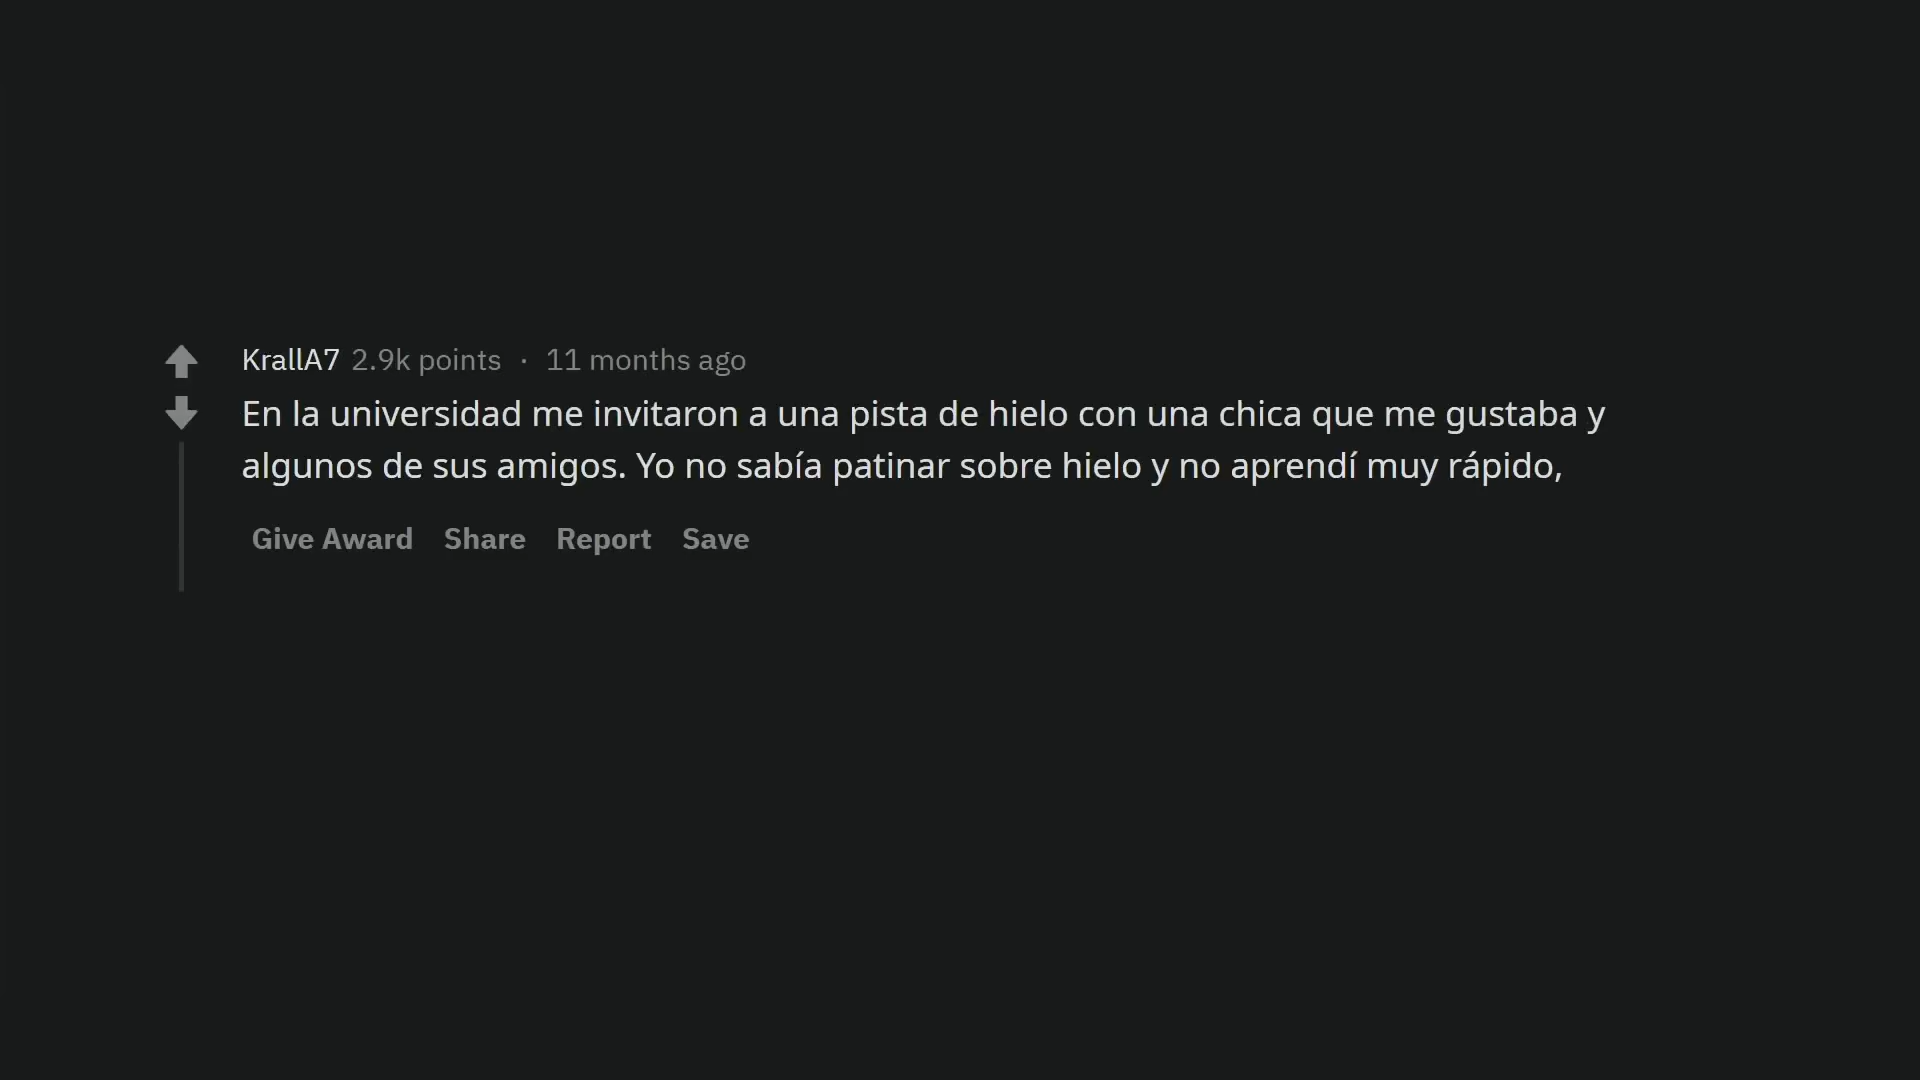 KrallA7 2.9k points · 11 months ago
En la universidad me invitaron a una pista de hielo con una chica que me gustaba y
algunos de sus amigos. Yo no sabía patinar sobre hielo y no aprendí muy rápido,
Give Award Share Report Save